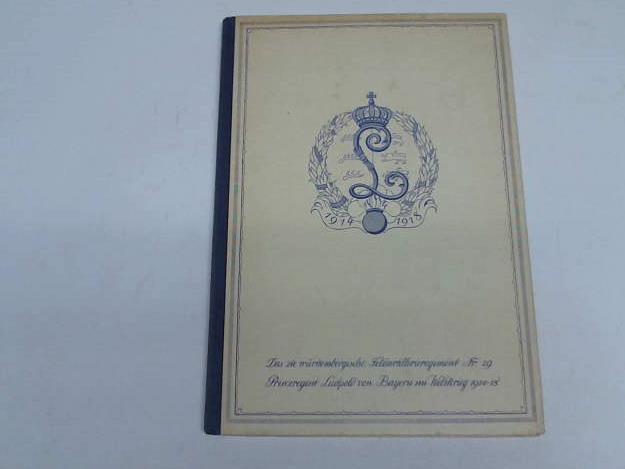 L
1914 1918
Das 2te württembergische Feldartillerieregiment Nr. 29
Prinzregent Luitpold von Bayern im Weltkrieg 1914-18